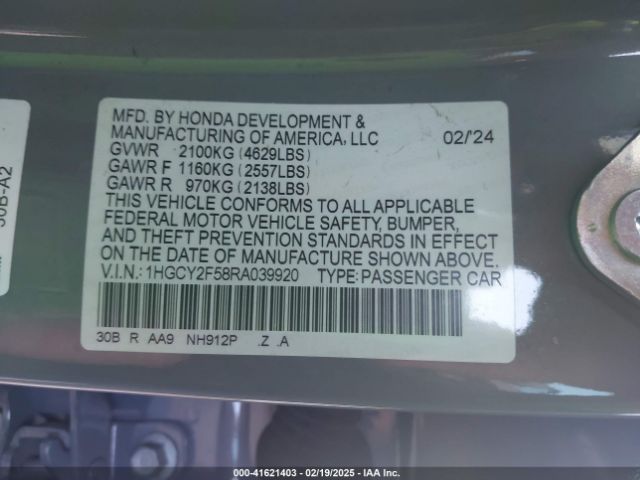 MFD. BY HONDA DEVELOPMENT &
MANUFACTURING OF AMERICA, LLC 02/'24
GVWR 2100KG (4629LBS)
GAWR F 1160KG (2557LBS)
GAWR R 970KG (2138LBS)
THIS VEHICLE CONFORMS TO ALL APPLICABLE
FEDERAL MOTOR VEHICLE SAFETY, BUMPER,
AND THEFT PREVENTION STANDARDS IN EFFECT
ON THE DATE OF MANUFACTURE SHOWN ABOVE.
V.I.N.: 1HGCY2F58RA039920 TYPE: PASSENGER CAR
30B R AA9 NH912P .Z .A
30B-A2
000-41621403 - 02/19/2025 - IAA Inc.